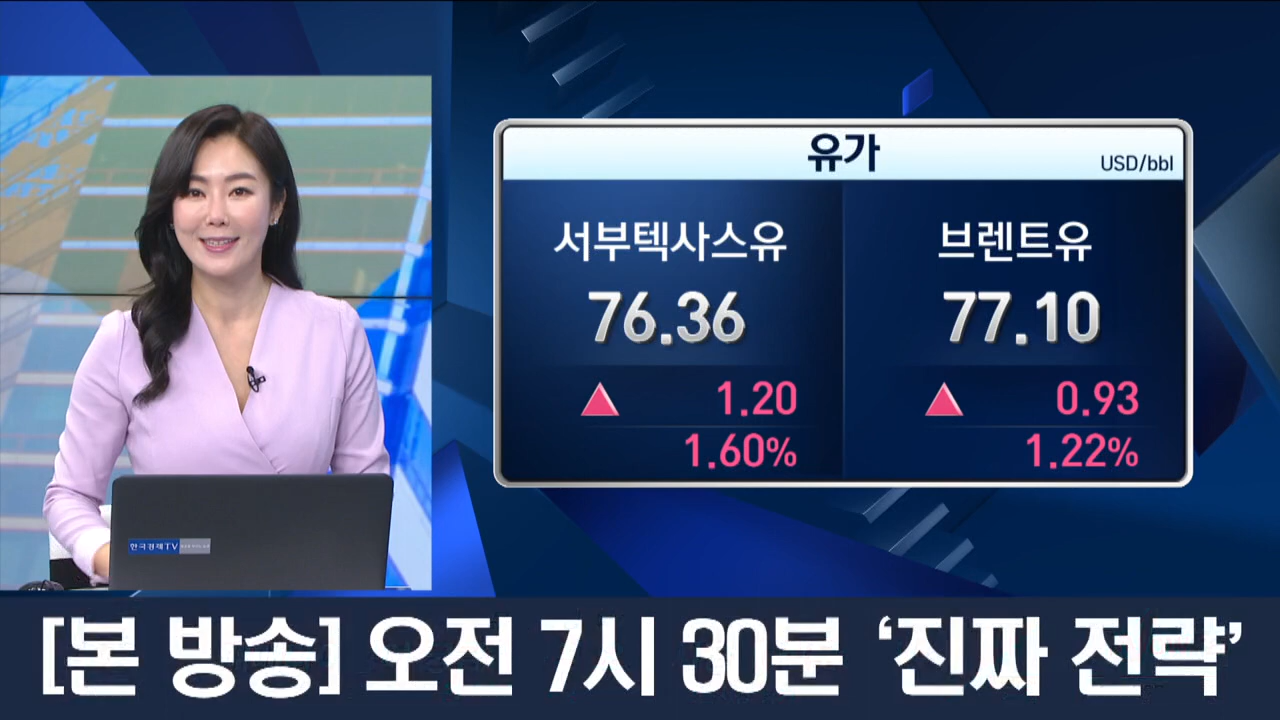 유가
USD/bbl
서부텍사스유
브렌트유
76.36
77.10
▲ 1.20
▲ 0.93
1.60%
1.22%
한국경제TV
[본 방송] 오전 7시 30분 ‘진짜 전략’